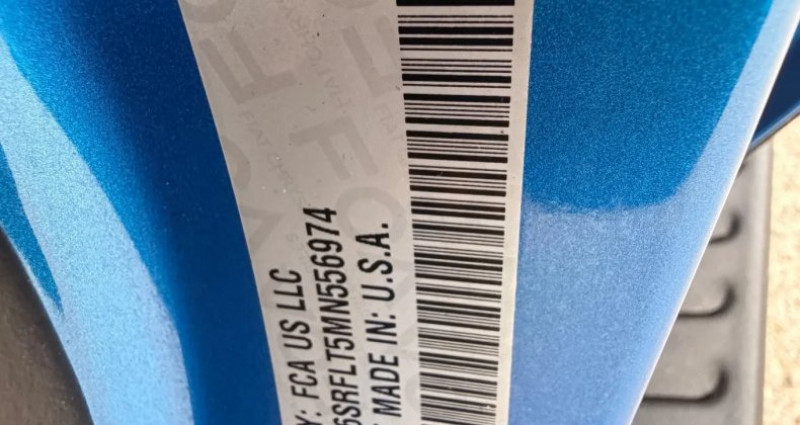 Y: FCA US LLC
6SRFLT5MN556974
MADE IN: U.S.A.